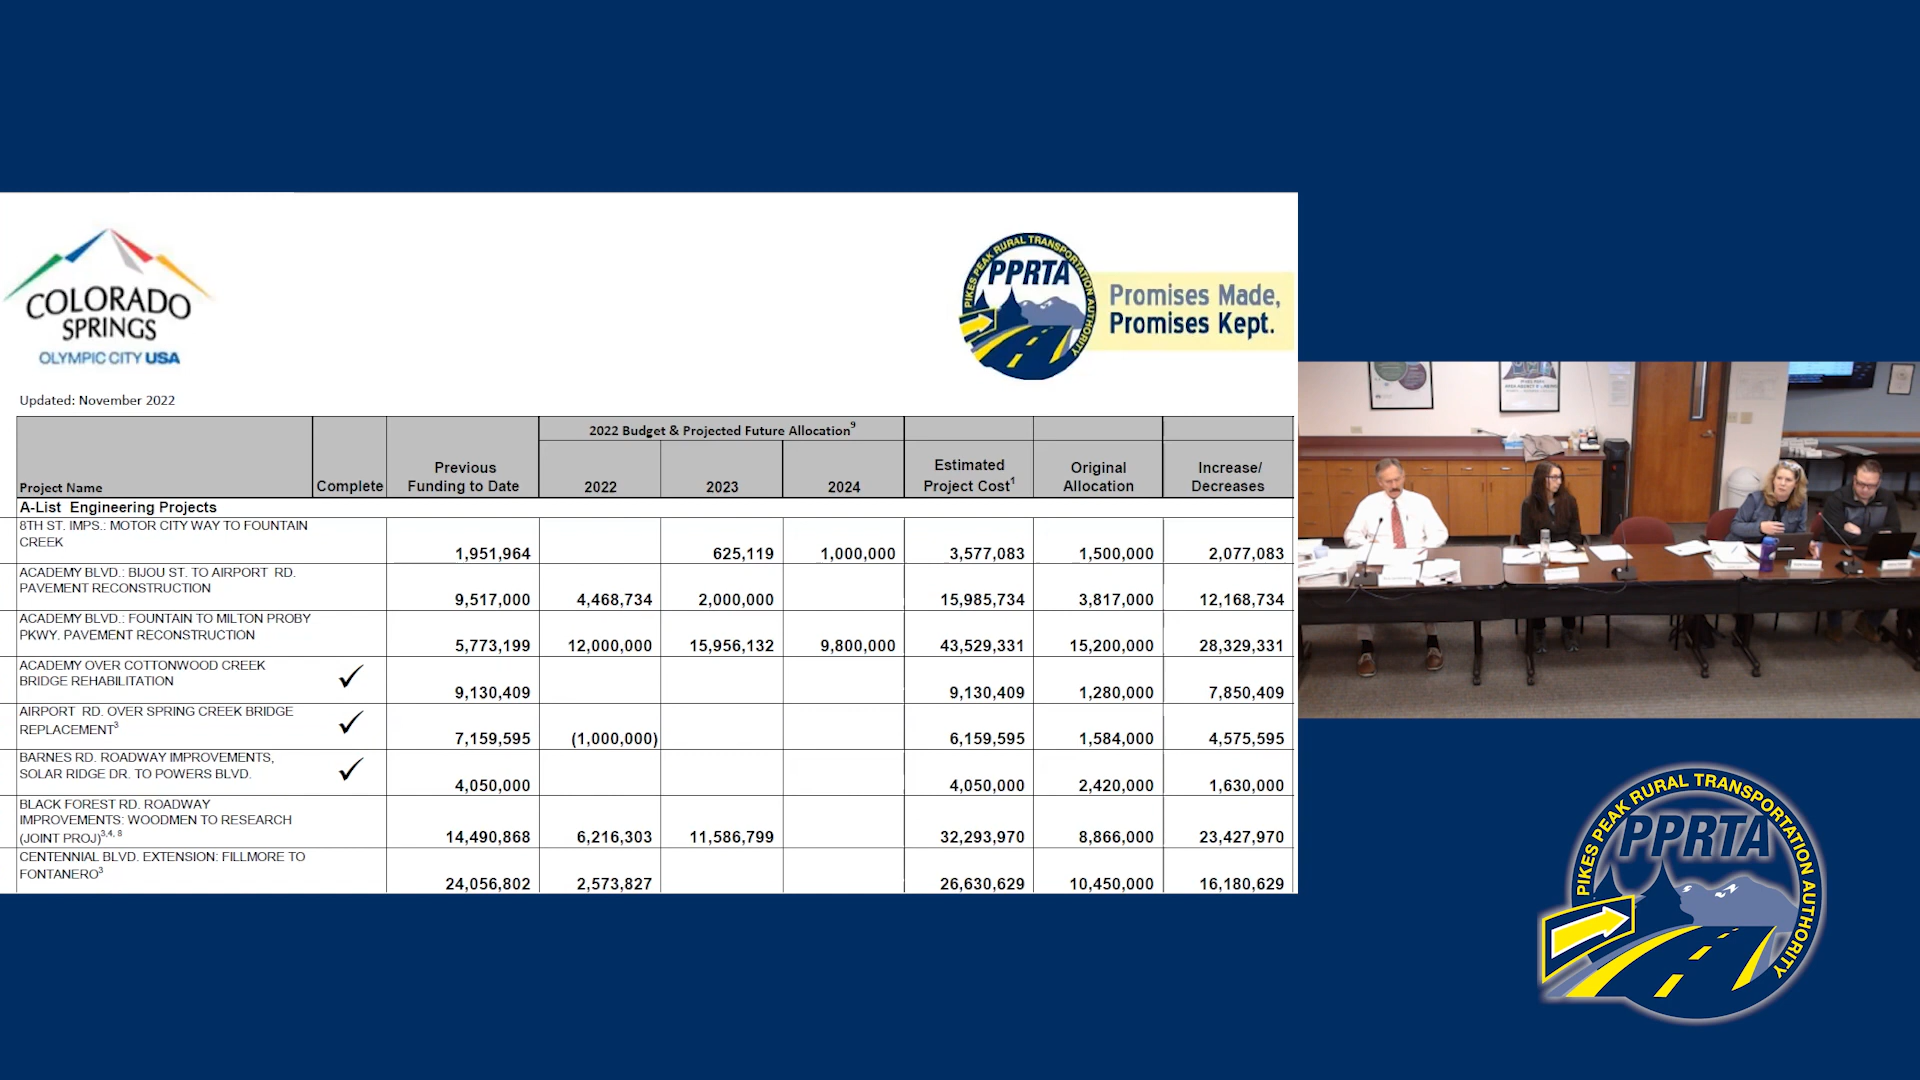 COLORADO
SPRINGS
OLYMPIC CITY USA
PIKES PEAK RURAL TRANSPORTATION AUTHORITY
PPRTA
Promises Made,
Promises Kept.
Updated: November 2022
2022 Budget & Projected Future Allocation9
Project Name Complete Previous Funding to Date 2022 2023 2024 Estimated Project Cost1 Original Allocation Increase/ Decreases
A-List Engineering Projects
8TH ST. IMPS.: MOTOR CITY WAY TO FOUNTAIN
CREEK
1,951,964 625,119 1,000,000 3,577,083 1,500,000 2,077,083
ACADEMY BLVD.: BIJOU ST. TO AIRPORT RD.
PAVEMENT RECONSTRUCTION
9,517,000 4,468,734 2,000,000 15,985,734 3,817,000 12,168,734
ACADEMY BLVD.: FOUNTAIN TO MILTON PROBY
PKWY. PAVEMENT RECONSTRUCTION
5,773,199 12,000,000 15,956,132 9,800,000 43,529,331 15,200,000 28,329,331
ACADEMY OVER COTTONWOOD CREEK
BRIDGE REHABILITATION
✓ 9,130,409 9,130,409 1,280,000 7,850,409
AIRPORT RD. OVER SPRING CREEK BRIDGE
REPLACEMENT3
✓ 7,159,595 (1,000,000) 6,159,595 1,584,000 4,575,595
BARNES RD. ROADWAY IMPROVEMENTS,
SOLAR RIDGE DR. TO POWERS BLVD.
✓ 4,050,000 4,050,000 2,420,000 1,630,000
BLACK FOREST RD. ROADWAY
IMPROVEMENTS: WOODMEN TO RESEARCH
(JOINT PROJ)3,4, 8
14,490,868 6,216,303 11,586,799 32,293,970 8,866,000 23,427,970
CENTENNIAL BLVD. EXTENSION: FILLMORE TO
FONTANERO3
24,056,802 2,573,827 26,630,629 10,450,000 16,180,629
PIKES PEAK RURAL TRANSPORTATION AUTHORITY
PPRTA